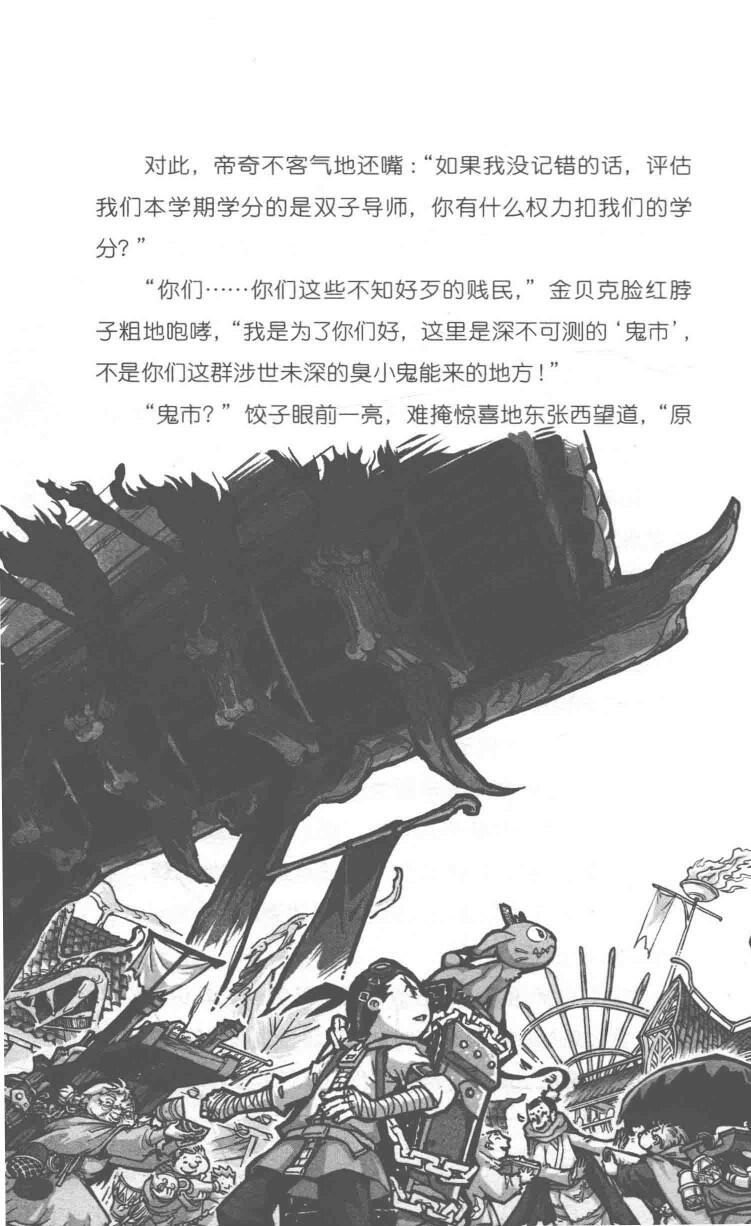 对此，帝奇不客气地还嘴：“如果我没记错的话，评估
我们本学期学分的是双子导师，你有什么权力扣我们的学
分？”
“你们……你们这些不知好歹的贱民，”金贝克脸红脖
子粗地咆哮，“我是为了你们好，这里是深不可测的‘鬼市’，
不是你们这群涉世未深的臭小鬼能来的地方！”
“鬼市？”饺子眼前一亮，难掩惊喜地东张西望道，“原